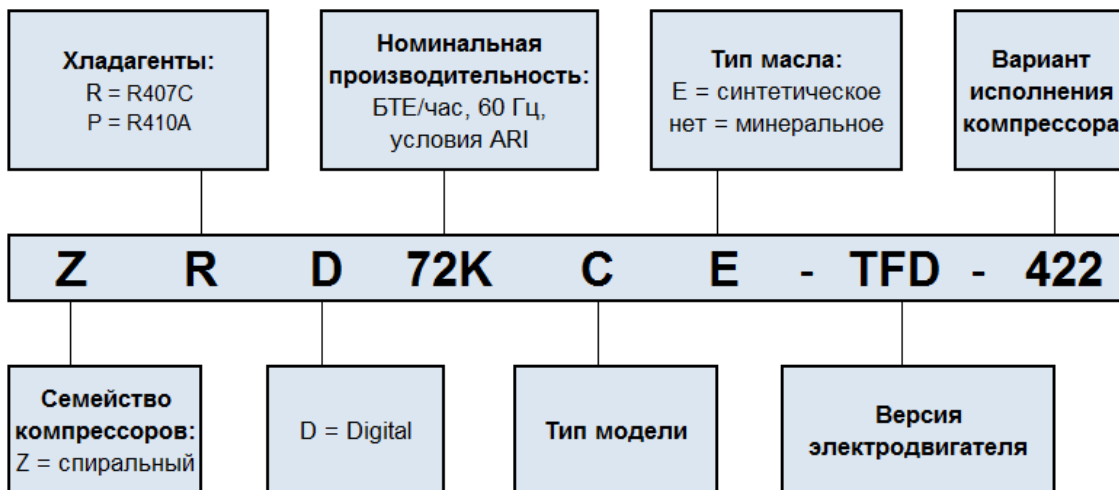 Хладагенты:
R = R407C
P = R410A
Номинальная
производительность:
БТЕ/час, 60 Гц,
условия ARI
Тип масла:
E = синтетическое
нет = минеральное
Вариант
исполнения
компрессора
Z R D 72K C E - TFD - 422
Семейство
компрессоров:
Z = спиральный
D = Digital
Тип модели
Версия
электродвигателя